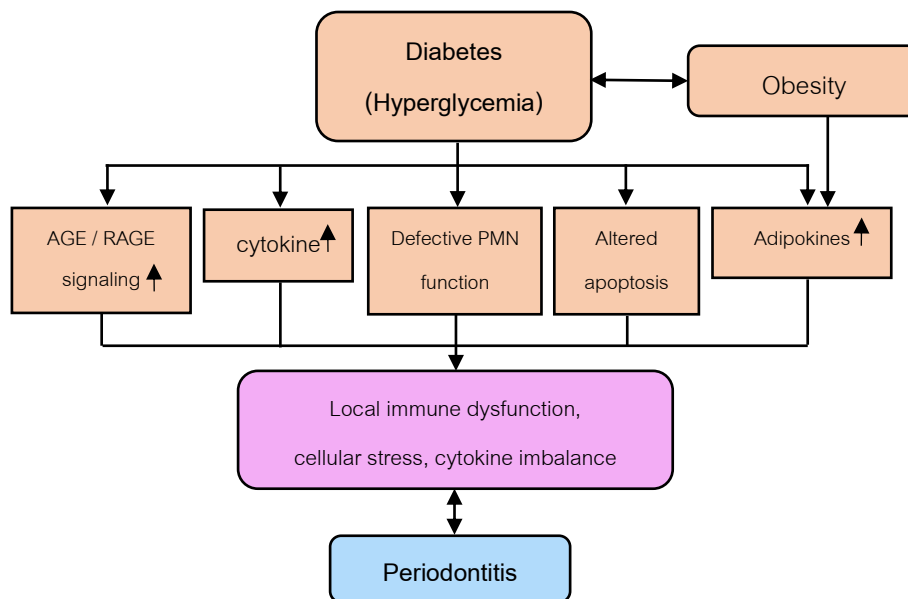 Diabetes
(Hyperglycemia)
Obesity
AGE / RAGE
signaling
cytokine
Defective PMN
function
Altered
apoptosis
Adipokines
Local immune dysfunction,
cellular stress, cytokine imbalance
Periodontitis